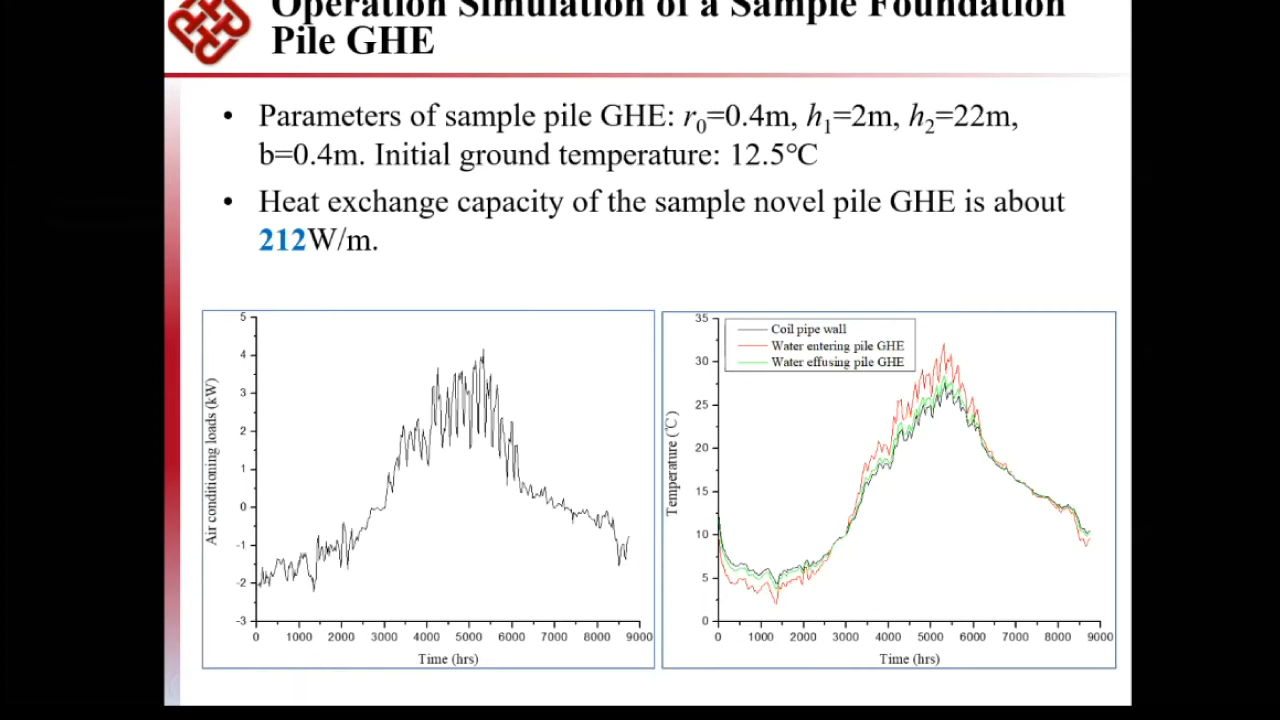 Operation Simulation of a Sample Foundation
Pile GHE
• Parameters of sample pile GHE: r0=0.4m, h1=2m, h2=22m,
b=0.4m. Initial ground temperature: 12.5℃
• Heat exchange capacity of the sample novel pile GHE is about
212W/m.
5
4
3
2
1
0
-1
-2
-3
Air conditioning loads (kW)
0 1000 2000 3000 4000 5000 6000 7000 8000 9000
Time (hrs)
35
30
25
20
15
10
5
0
Temperature (℃)
Coil pipe wall
Water entering pile GHE
Water effusing pile GHE
0 1000 2000 3000 4000 5000 6000 7000 8000 9000
Time (hrs)